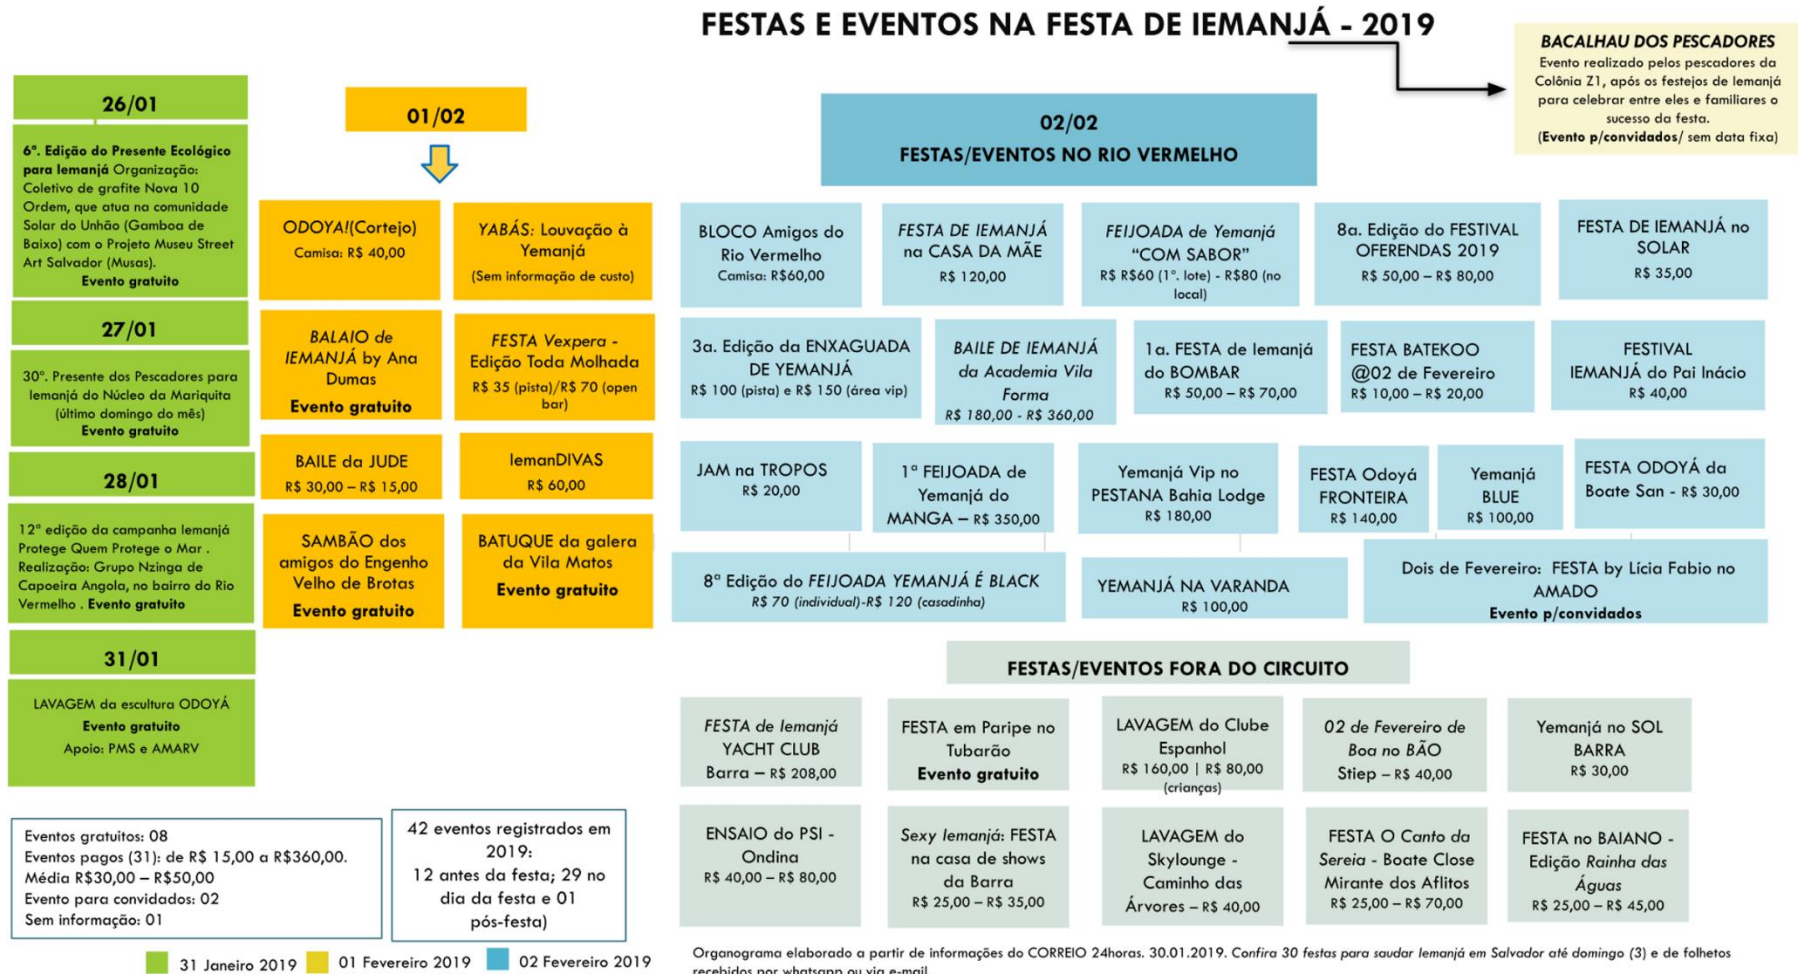 FESTAS E EVENTOS NA FESTA DE IEMANJÁ - 2019
BACALHAU DOS PESCADORES
Evento realizado pelos pescadores da
Colônia Z1, após os festejos de Iemanjá
para celebrar entre eles e familiares o
sucesso da festa.
(Evento p/convidados/ sem data fixa)
26/01
6ª. Edição do Presente Ecológico
para Iemanjá Organização:
Coletivo de grafite Nova 10
Ordem, que atua na comunidade
Solar do Unhão (Gamboa de
Baixo) com o Projeto Museu Street
Art Salvador (Musas).
Evento gratuito
27/01
30º. Presente dos Pescadores para
Iemanjá do Núcleo da Mariquita
(último domingo do mês)
Evento gratuito
28/01
12ª edição da campanha Iemanjá
Protege Quem Protege o Mar .
Realização: Grupo Nzinga de
Capoeira Angola, no bairro do Rio
Vermelho . Evento gratuito
31/01
LAVAGEM da escultura ODOYÁ
Evento gratuito
Apoio: PMS e AMARV
01/02
ODOYA!(Cortejo)
Camisa: R$ 40,00
YABÁS: Louvação à
Yemanjá
(Sem informação de custo)
BALAIO de
IEMANJÁ by Ana
Dumas
Evento gratuito
FESTA Vexpera -
Edição Toda Molhada
R$ 35 (pista)/R$ 70 (open
bar)
BAILE da JUDE
R$ 30,00 – R$ 15,00
IemanDIVAS
R$ 60,00
SAMBÃO dos
amigos do Engenho
Velho de Brotas
Evento gratuito
BATUQUE da galera
da Vila Matos
Evento gratuito
02/02
FESTAS/EVENTOS NO RIO VERMELHO
BLOCO Amigos do
Rio Vermelho
Camisa: R$60,00
FESTA DE IEMANJÁ
na CASA DA MÃE
R$ 120,00
FEIJOADA de Yemanjá
“COM SABOR”
R$ R$60 (1º. lote) - R$80 (no
local)
8a. Edição do FESTIVAL
OFERENDAS 2019
R$ 50,00 – R$ 80,00
FESTA DE IEMANJÁ no
SOLAR
R$ 35,00
3a. Edição da ENXAGUADA
DE YEMANJÁ
R$ 100 (pista) e R$ 150 (área vip)
BAILE DE IEMANJÁ
da Academia Vila
Forma
R$ 180,00 - R$ 360,00
1a. FESTA de Iemanjá
do BOMBAR
R$ 50,00 – R$ 70,00
FESTA BATEKOO
@02 de Fevereiro
R$ 10,00 – R$ 20,00
FESTIVAL
IEMANJÁ do Pai Inácio
R$ 40,00
JAM na TROPOS
R$ 20,00
1ª FEIJOADA de
Yemanjá do
MANGA – R$ 350,00
Yemanjá Vip no
PESTANA Bahia Lodge
R$ 180,00
FESTA Odoyá
FRONTEIRA
R$ 140,00
Yemanjá
BLUE
R$ 100,00
FESTA ODOYÁ da
Boate San - R$ 30,00
8ª Edição do FEIJOADA YEMANJÁ É BLACK
R$ 70 (individual)-R$ 120 (casadinha)
YEMANJÁ NA VARANDA
R$ 100,00
Dois de Fevereiro: FESTA by Lícia Fabio no
AMADO
Evento p/convidados
FESTAS/EVENTOS FORA DO CIRCUITO
FESTA de Iemanjá
YACHT CLUB
Barra – R$ 208,00
FESTA em Paripe no
Tubarão
Evento gratuito
LAVAGEM do Clube
Espanhol
R$ 160,00 | R$ 80,00
(crianças)
02 de Fevereiro de
Boa no BÃO
Stiep – R$ 40,00
Yemanjá no SOL
BARRA
R$ 30,00
ENSAIO do PSI -
Ondina
R$ 40,00 – R$ 80,00
Sexy Iemanjá: FESTA
na casa de shows
da Barra
R$ 25,00 – R$ 35,00
LAVAGEM do
Skylounge -
Caminho das
Árvores – R$ 40,00
FESTA O Canto da
Sereia - Boate Close
Mirante dos Aflitos
R$ 25,00 – R$ 70,00
FESTA no BAIANO -
Edição Rainha das
Águas
R$ 25,00 – R$ 45,00
Eventos gratuitos: 08
Eventos pagos (31): de R$ 15,00 a R$360,00.
Média R$30,00 – R$50,00
Evento para convidados: 02
Sem informação: 01
42 eventos registrados em
2019:
12 antes da festa; 29 no
dia da festa e 01
pós-festa)
31 Janeiro 2019
01 Fevereiro 2019
02 Fevereiro 2019
Organograma elaborado a partir de informações do CORREIO 24horas. 30.01.2019. Confira 30 festas para saudar Iemanjá em Salvador até domingo (3) e de folhetos
recebidos por whatsapp ou via e-mail